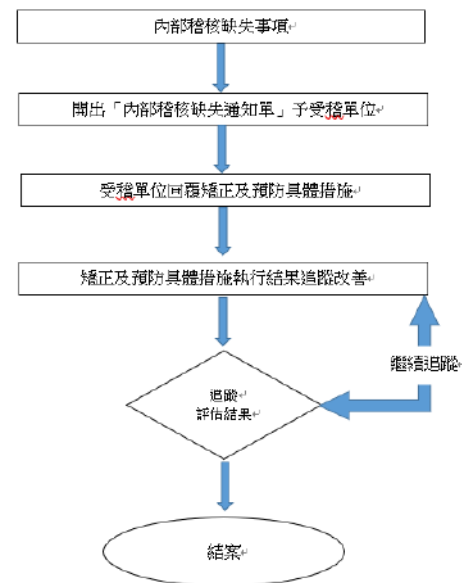 內部稽核缺失事項
開出「內部稽核缺失通知單」予受稽單位
受稽單位回覆矯正及預防具體措施
矯正及預防具體措施執行結果追蹤改善
繼續追蹤
追蹤
評估結果
結案